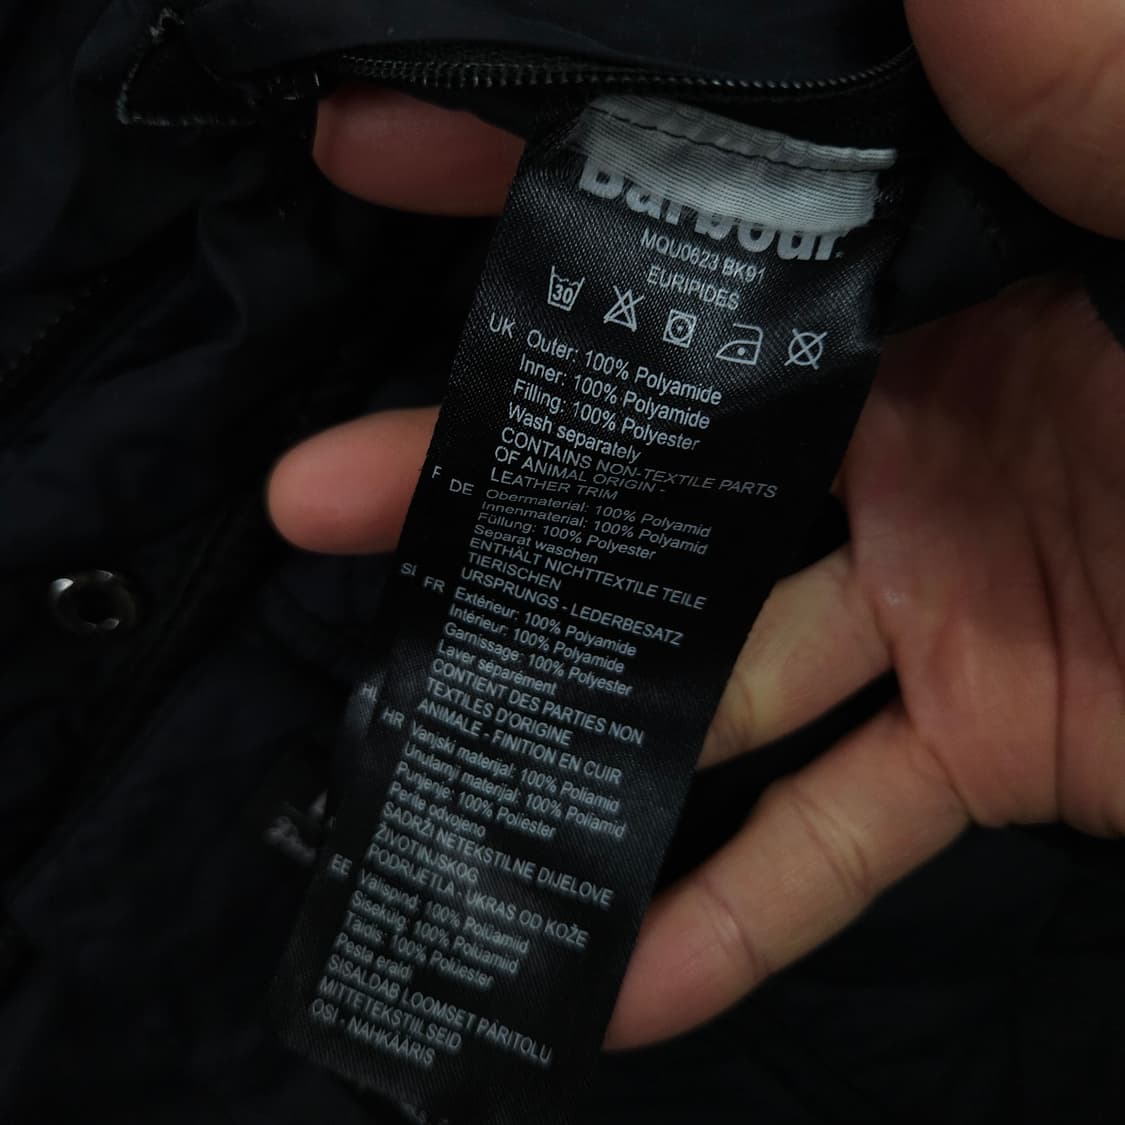 Barbour
MQU0623 BK91
EURIPIDES
30
UK Outer: 100% Polyamide
Inner: 100% Polyamide
Filling: 100% Polyester
Wash separately
CONTAINS NON-TEXTILE PARTS
OF ANIMAL ORIGIN -
LEATHER TRIM
DE Obermaterial: 100% Polyamid
Innenmaterial: 100% Polyamid
Füllung: 100% Polyester
Separat waschen
ENTHÄLT NICHTTEXTILE TEILE
TIERISCHEN
URSPRUNGS - LEDERBESATZ
FR Extérieur: 100% Polyamide
Intérieur: 100% Polyamide
Garnissage: 100% Polyester
Laver séparément
CONTIENT DES PARTIES NON
TEXTILES D'ORIGINE
ANIMALE - FINITION EN CUIR
HR Vanjski materijal: 100% Poliamid
Unutarnji materijal: 100% Poliamid
Punjenje: 100% Poliester
Perite odvojeno
SADRŽI NETEKSTILNE DIJELOVE
ŽIVOTINJSKOG
PODRIJETLA - UKRAS OD KOŽE
EE Välispind: 100% Polüamiid
Sisekülg: 100% Polüamiid
Täidis: 100% Polüester
Pesta eraldi
SISALDAB LOOMSET PÄRITOLU
MITTETEKSTIILSEID
OSI - NAHKÄÄRIS